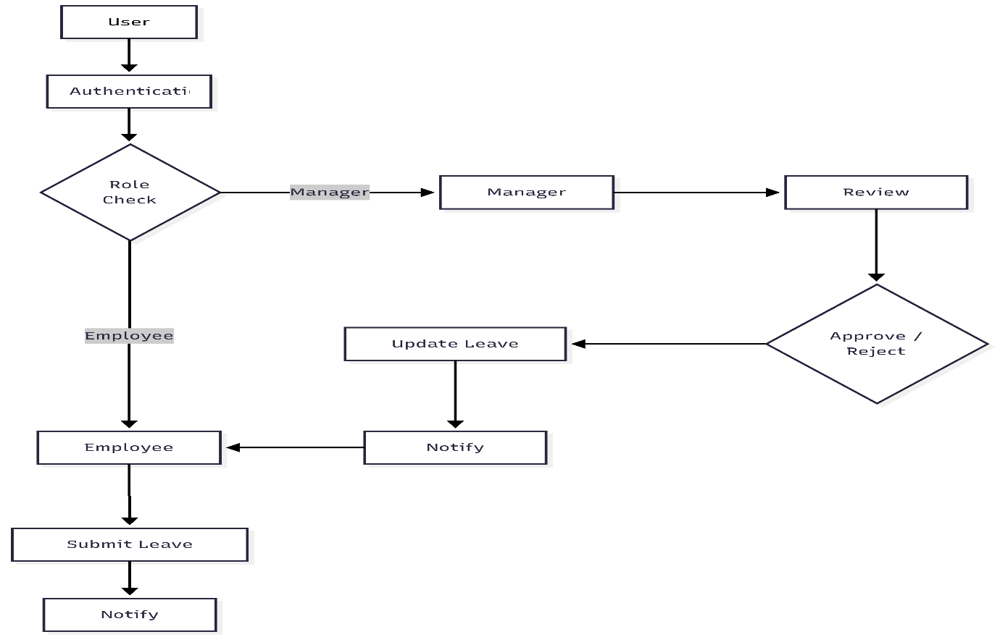 User
Authenticati
Role
Check
Manager
Manager
Review
Employee
Update Leave
Approve /
Reject
Employee
Notify
Submit Leave
Notify